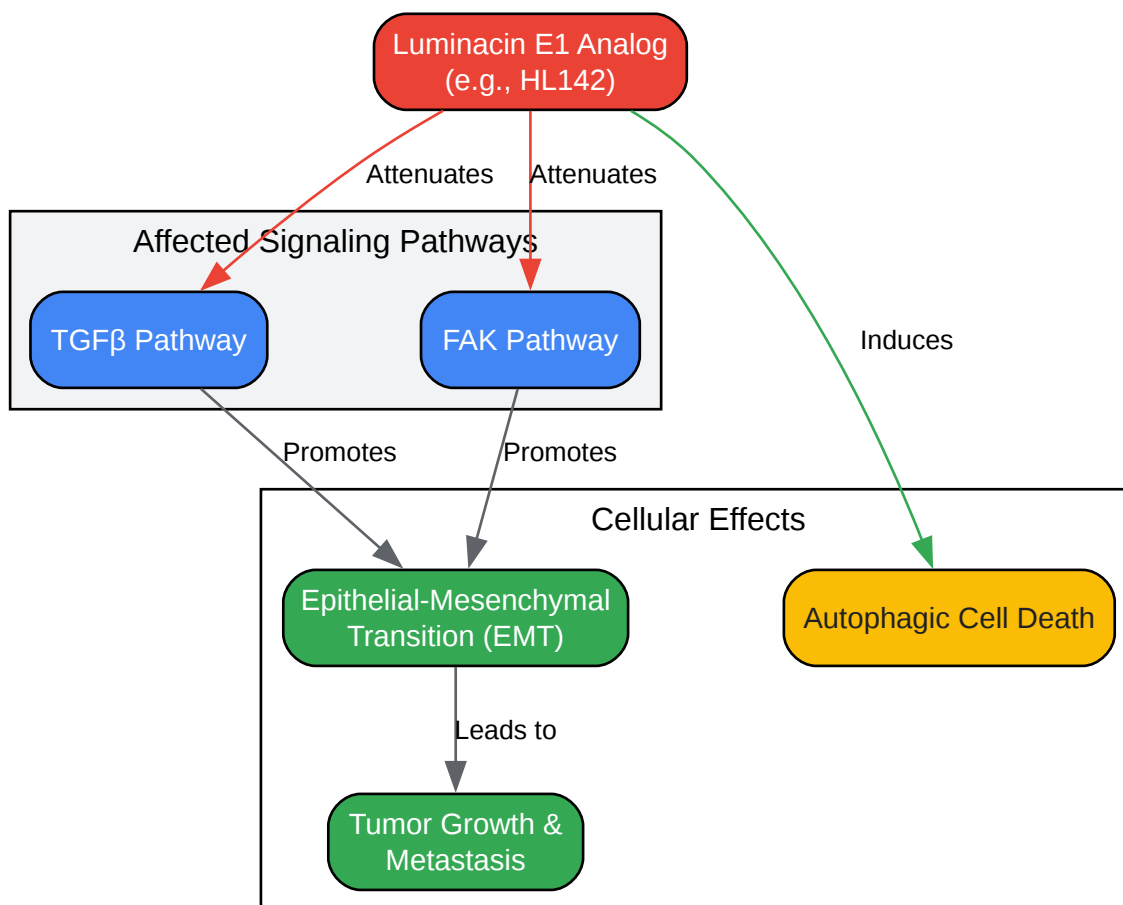 Luminacin E1 Analog
(e.g., HL142)
Attenuates
Attenuates
Affected Signaling Pathways
TGFβ Pathway
FAK Pathway
Induces
Promotes
Promotes
Cellular Effects
Epithelial-Mesenchymal
Transition (EMT)
Autophagic Cell Death
Leads to
Tumor Growth &
Metastasis